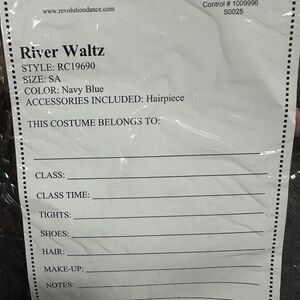 www.revolutiondance.com
Control # 1009996
S0025
River Waltz
STYLE: RC19690
SIZE: SA
COLOR: Navy Blue
ACCESSORIES INCLUDED: Hairpiece
THIS COSTUME BELONGS TO:
CLASS:
CLASS TIME:
TIGHTS:
SHOES:
HAIR:
MAKE-UP:
NOTES: